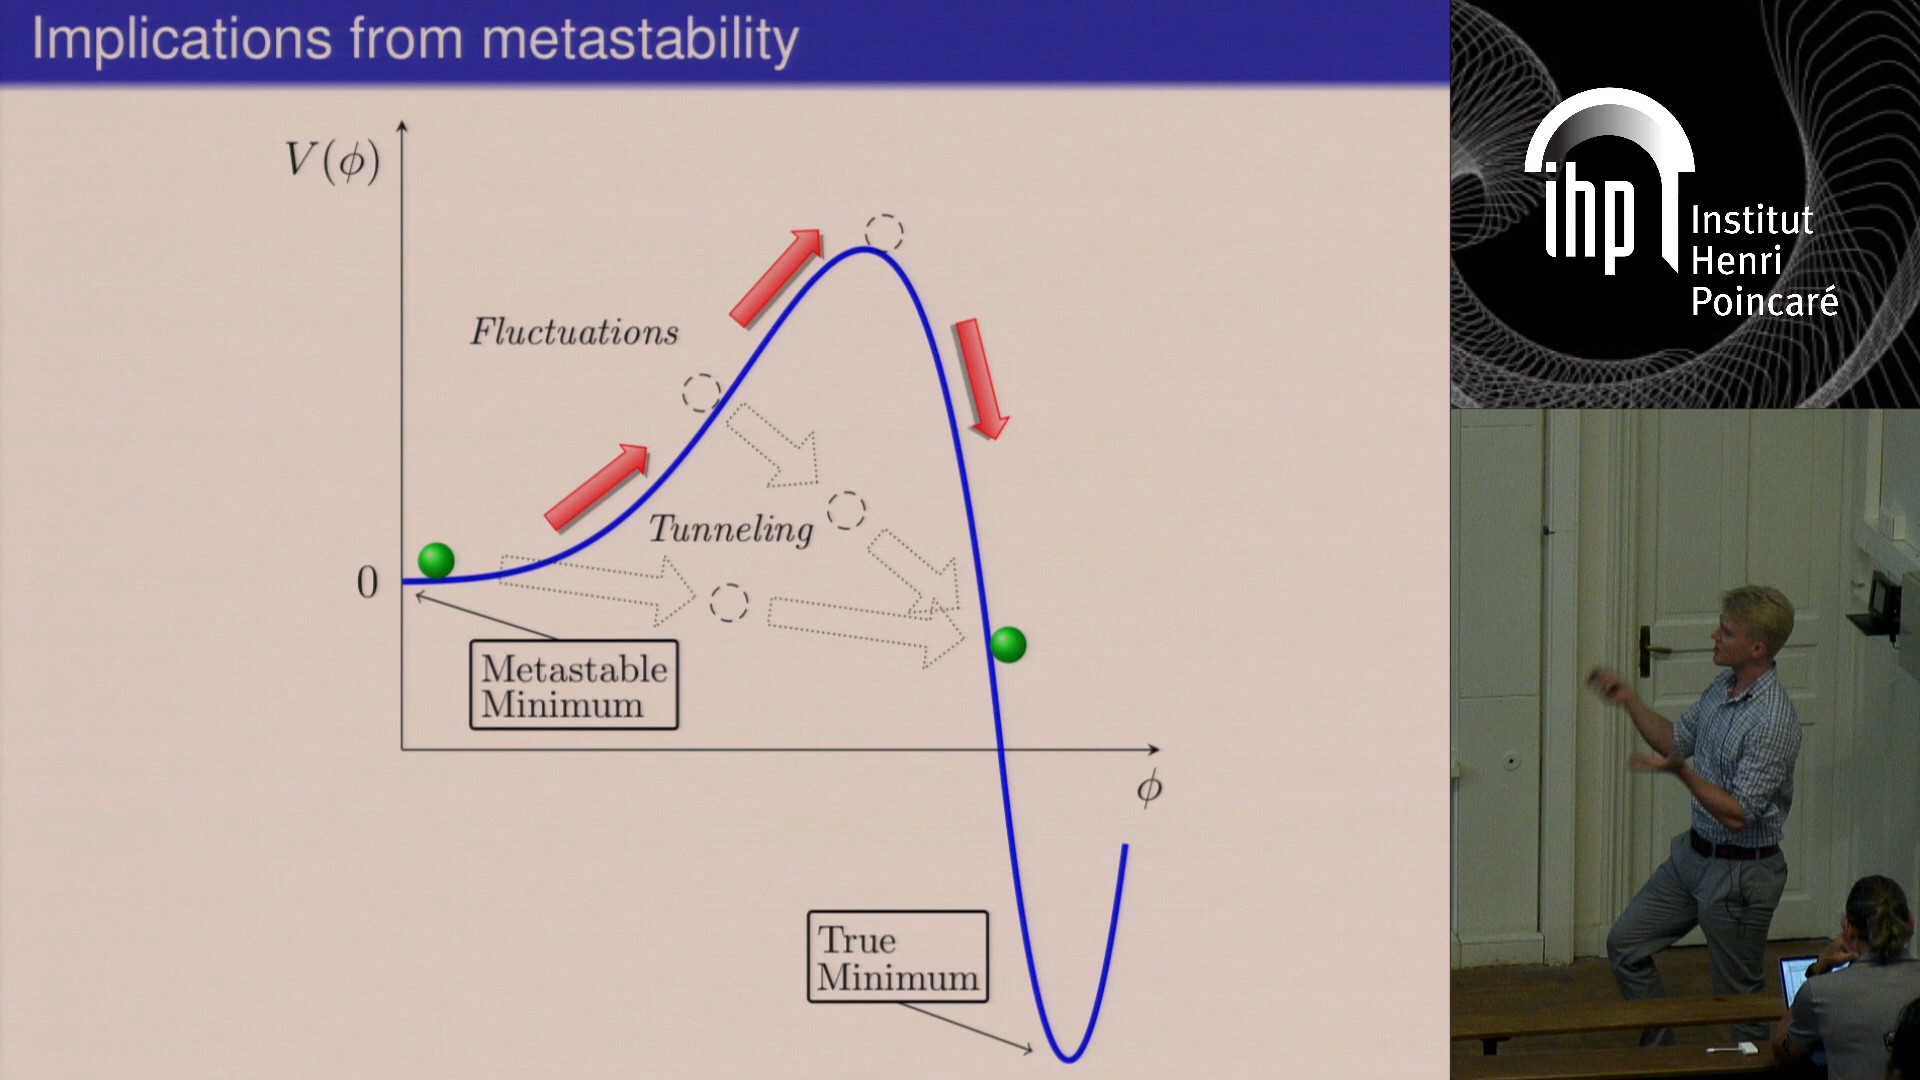 Implications from metastability
V(ϕ)
Fluctuations
Tunneling
0
Metastable
Minimum
ϕ
True
Minimum
ihp
Institut
Henri
Poincaré